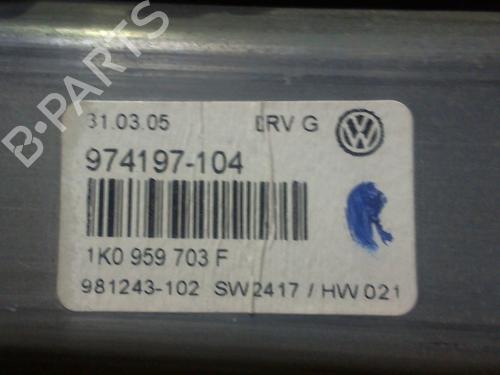 B-PARTS
31.03.05 DRV G
974197-104
1K0 959 703 F
981243-102 SW2417 / HW 021